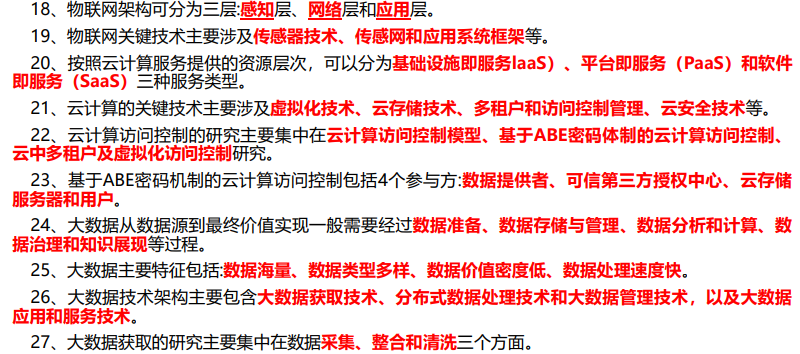 18、物联网架构可分为三层:感知层、网络层和应用层。
19、物联网关键技术主要涉及传感器技术、传感网和应用系统框架等。
20、按照云计算服务提供的资源层次，可以分为基础设施即服务IaaS）、平台即服务（PaaS）和软件
即服务（SaaS）三种服务类型。
21、云计算的关键技术主要涉及虚拟化技术、云存储技术、多租户和访问控制管理、云安全技术等。
22、云计算访问控制的研究主要集中在云计算访问控制模型、基于ABE密码体制的云计算访问控制、
云中多租户及虚拟化访问控制研究。
23、基于ABE密码机制的云计算访问控制包括4个参与方:数据提供者、可信第三方授权中心、云存储
服务器和用户。
24、大数据从数据源到最终价值实现一般需要经过数据准备、数据存储与管理、数据分析和计算、数
据治理和知识展现等过程。
25、大数据主要特征包括:数据海量、数据类型多样、数据价值密度低、数据处理速度快。
26、大数据技术架构主要包含大数据获取技术、分布式数据处理技术和大数据管理技术，以及大数据
应用和服务技术。
27、大数据获取的研究主要集中在数据采集、整合和清洗三个方面。